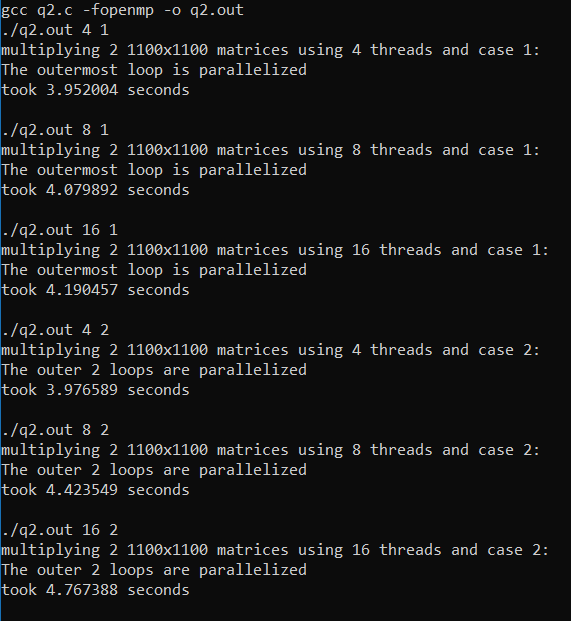 gcc q2.c -fopenmp -o q2.out
./q2.out 4 1
multiplying 2 1100x1100 matrices using 4 threads and case 1:
The outermost loop is parallelized
took 3.952004 seconds

./q2.out 8 1
multiplying 2 1100x1100 matrices using 8 threads and case 1:
The outermost loop is parallelized
took 4.079892 seconds

./q2.out 16 1
multiplying 2 1100x1100 matrices using 16 threads and case 1:
The outermost loop is parallelized
took 4.190457 seconds

./q2.out 4 2
multiplying 2 1100x1100 matrices using 4 threads and case 2:
The outer 2 loops are parallelized
took 3.976589 seconds

./q2.out 8 2
multiplying 2 1100x1100 matrices using 8 threads and case 2:
The outer 2 loops are parallelized
took 4.423549 seconds

./q2.out 16 2
multiplying 2 1100x1100 matrices using 16 threads and case 2:
The outer 2 loops are parallelized
took 4.767388 seconds